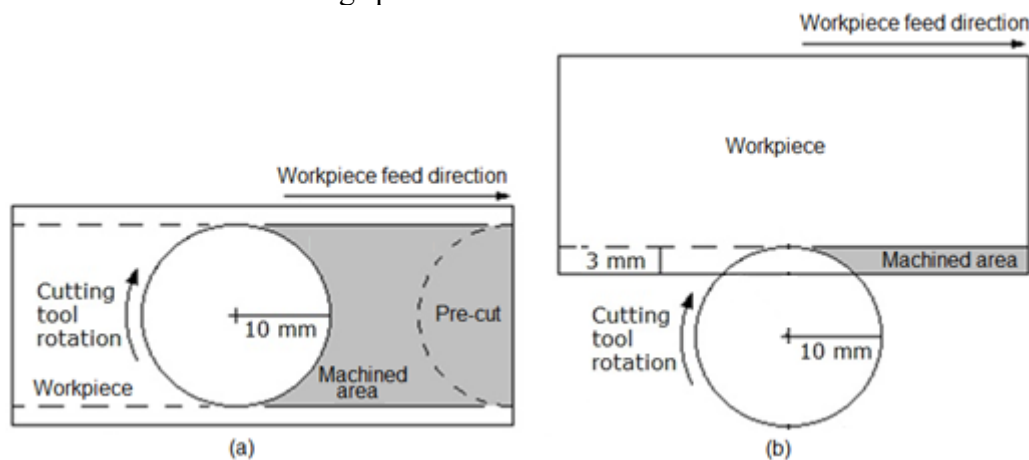 Workpiece feed direction
Workpiece feed direction
Workpiece
3 mm
Machined area
Cutting
tool
rotation
10 mm
Pre-cut
Machined
area
Workpiece
Cutting
tool
rotation
10 mm
(a)
(b)